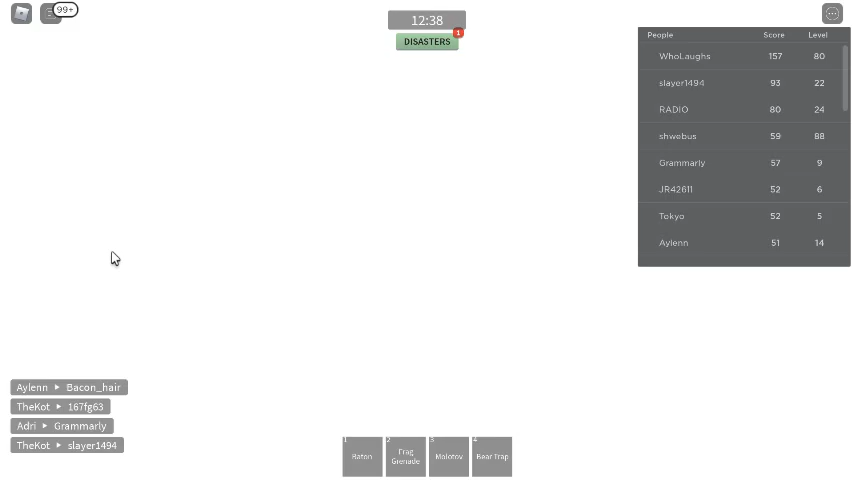 99+
12:38
DISASTERS
1
People Score Level
WhoLaughs 157 80
slayer1494 93 22
RADIO 80 24
shwebus 59 88
Grammarly 57 9
JR42611 52 6
Tokyo 52 5
Aylenn 51 14
Aylenn ▶ Bacon_hair
TheKot ▶ 167fg63
Adri ▶ Grammarly
TheKot ▶ slayer1494
1 Baton
2 Frag Grenade
3 Molotov
4 Bear Trap